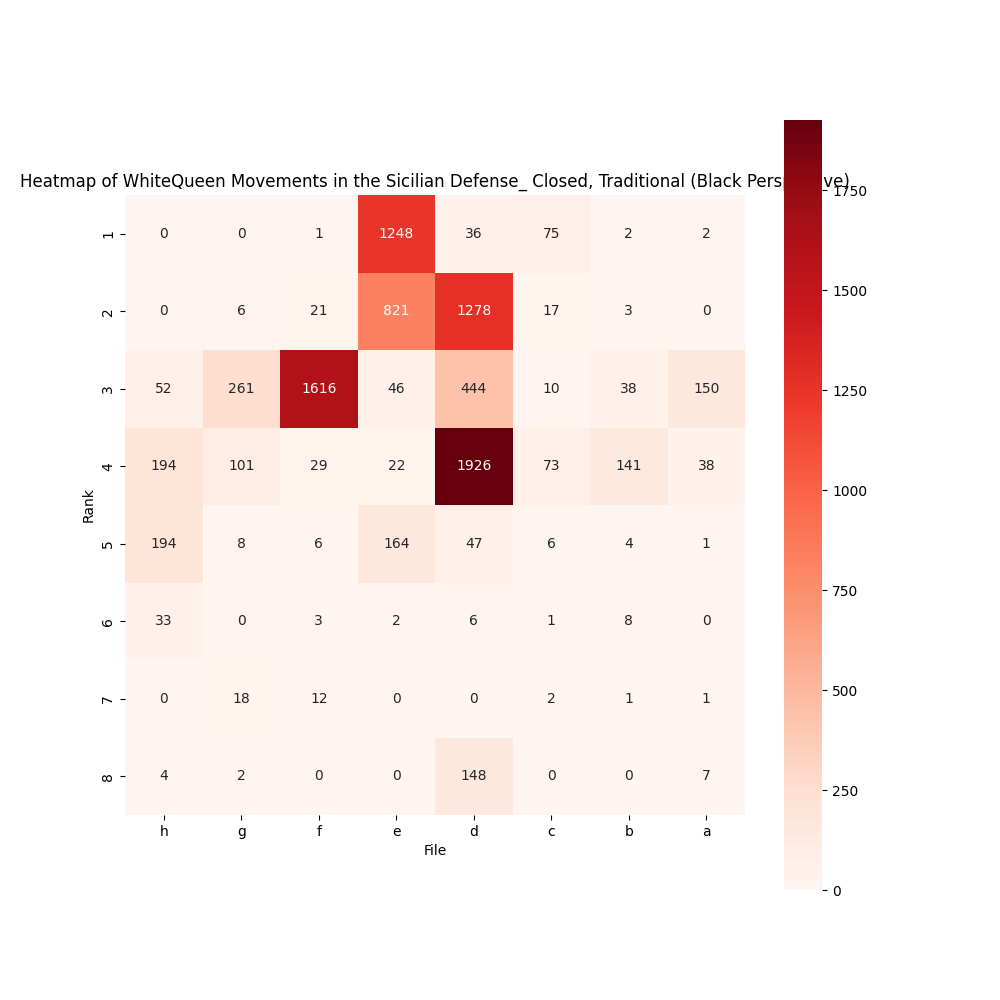 Heatmap of WhiteQueen Movements in the Sicilian Defense_ Closed, Traditional (Black Pers ve)
1 0 0 1 1248 36 75 2 2
2 0 6 21 821 1278 17 3 0
3 52 261 1616 46 444 10 38 150
4 194 101 29 22 1926 73 141 38
5 194 8 6 164 47 6 4 1
6 33 0 3 2 6 1 8 0
7 0 18 12 0 0 2 1 1
8 4 2 0 0 148 0 0 7
h g f e d c b a
File
Rank
1750
1500
1250
1000
750
500
250
0